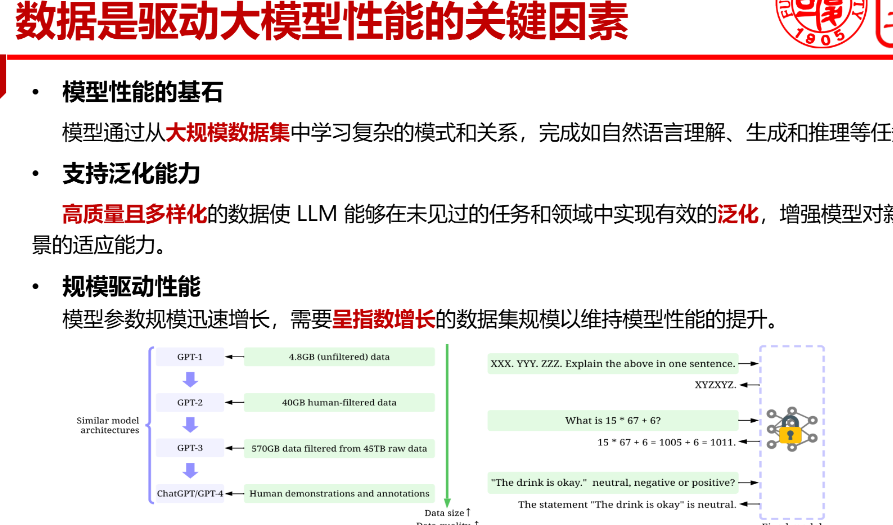 数据是驱动大模型性能的关键因素
1905
• 模型性能的基石
模型通过从大规模数据集中学习复杂的模式和关系，完成如自然语言理解、生成和推理等任
• 支持泛化能力
高质量且多样化的数据使 LLM 能够在未见过的任务和领域中实现有效的泛化，增强模型对新
景的适应能力。
• 规模驱动性能
模型参数规模迅速增长，需要呈指数增长的数据集规模以维持模型性能的提升。
Similar model
architectures
GPT-1
4.8GB (unfiltered) data
GPT-2
40GB human-filtered data
GPT-3
570GB data filtered from 45TB raw data
ChatGPT/GPT-4
Human demonstrations and annotations
Data size↑
Data quality ↑
XXX. YYY. ZZZ. Explain the above in one sentence.
XYZXYZ.
What is 15 * 67 + 6?
15 * 67 + 6 = 1005 + 6 = 1011.
"The drink is okay." neutral, negative or positive?
The statement "The drink is okay" is neutral.